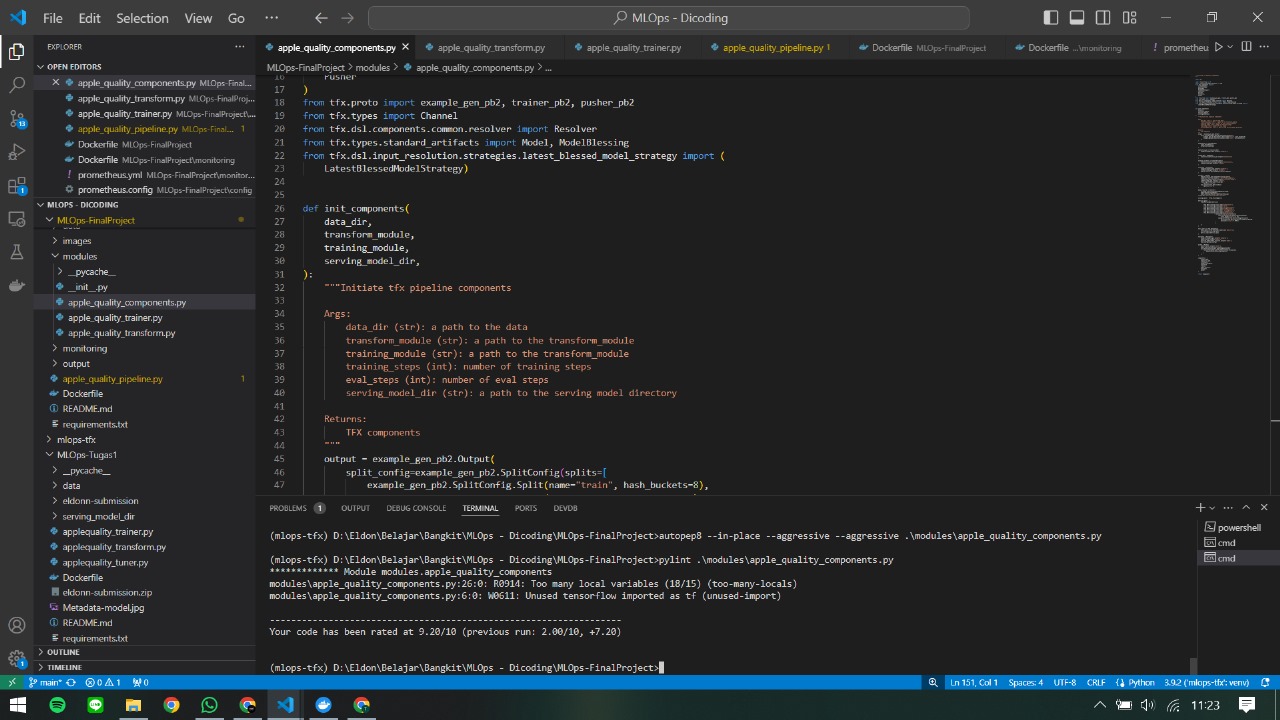 File Edit Selection View Go ··· MLOps - Dicoding
EXPLORER ···
OPEN EDITORS
apple_quality_components.py MLOps-Final...
apple_quality_transform.py MLOps-FinalProj...
apple_quality_trainer.py MLOps-FinalProject\...
apple_quality_pipeline.py MLOps-Final... 1
Dockerfile MLOps-FinalProject
Dockerfile MLOps-FinalProject\monitoring
prometheus.yml MLOps-FinalProject\monitor...
prometheus.config MLOps-FinalProject\config
MLOPS - DICODING
MLOps-FinalProject
images
modules
__pycache__
__init__.py
apple_quality_components.py
apple_quality_trainer.py
apple_quality_transform.py
monitoring
output
apple_quality_pipeline.py 1
Dockerfile
README.md
requirements.txt
mlops-tfx
MLOps-Tugas1
__pycache__
data
eldonn-submission
serving_model_dir
applequality_trainer.py
applequality_transform.py
applequality_tuner.py
Dockerfile
eldonn-submission.zip
Metadata-model.jpg
README.md
requirements.txt
OUTLINE
TIMELINE
apple_quality_components.py apple_quality_transform.py apple_quality_trainer.py apple_quality_pipeline.py 1 Dockerfile MLOps-FinalProject Dockerfile ...\monitoring prometheus
MLOps-FinalProject > modules > apple_quality_components.py > ...
16 Pusher
17 )
18 from tfx.proto import example_gen_pb2, trainer_pb2, pusher_pb2
19 from tfx.types import Channel
20 from tfx.dsl.components.common.resolver import Resolver
21 from tfx.types.standard_artifacts import Model, ModelBlessing
22 from tfx.dsl.input_resolution.strategies.latest_blessed_model_strategy import (
23 LatestBlessedModelStrategy)
24
25
26 def init_components(
27 data_dir,
28 transform_module,
29 training_module,
30 serving_model_dir,
31 ):
32 """Initiate tfx pipeline components
33
34 Args:
35 data_dir (str): a path to the data
36 transform_module (str): a path to the transform_module
37 training_module (str): a path to the transform_module
38 training_steps (int): number of training steps
39 eval_steps (int): number of eval steps
40 serving_model_dir (str): a path to the serving model directory
41
42 Returns:
43 TFX components
44 """
45 output = example_gen_pb2.Output(
46 split_config=example_gen_pb2.SplitConfig(splits=[
47 example_gen_pb2.SplitConfig.Split(name="train", hash_buckets=8),
PROBLEMS 1 OUTPUT DEBUG CONSOLE TERMINAL PORTS DEVDB
powershell
cmd
cmd
(mlops-tfx) D:\Eldon\Belajar\Bangkit\MLOps - Dicoding\MLOps-FinalProject>autopep8 --in-place --aggressive --aggressive .\modules\apple_quality_components.py
(mlops-tfx) D:\Eldon\Belajar\Bangkit\MLOps - Dicoding\MLOps-FinalProject>pylint .\modules\apple_quality_components.py
************* Module modules.apple_quality_components
modules\apple_quality_components.py:26:0: R0914: Too many local variables (18/15) (too-many-locals)
modules\apple_quality_components.py:6:0: W0611: Unused tensorflow imported as tf (unused-import)
------------------------------------------------------------------
Your code has been rated at 9.20/10 (previous run: 2.00/10, +7.20)
(mlops-tfx) D:\Eldon\Belajar\Bangkit\MLOps - Dicoding\MLOps-FinalProject>
main* 0 1 0 Ln 151, Col 1 Spaces: 4 UTF-8 CRLF Python 3.9.2 ('mlops-tfx': venv)
11:23